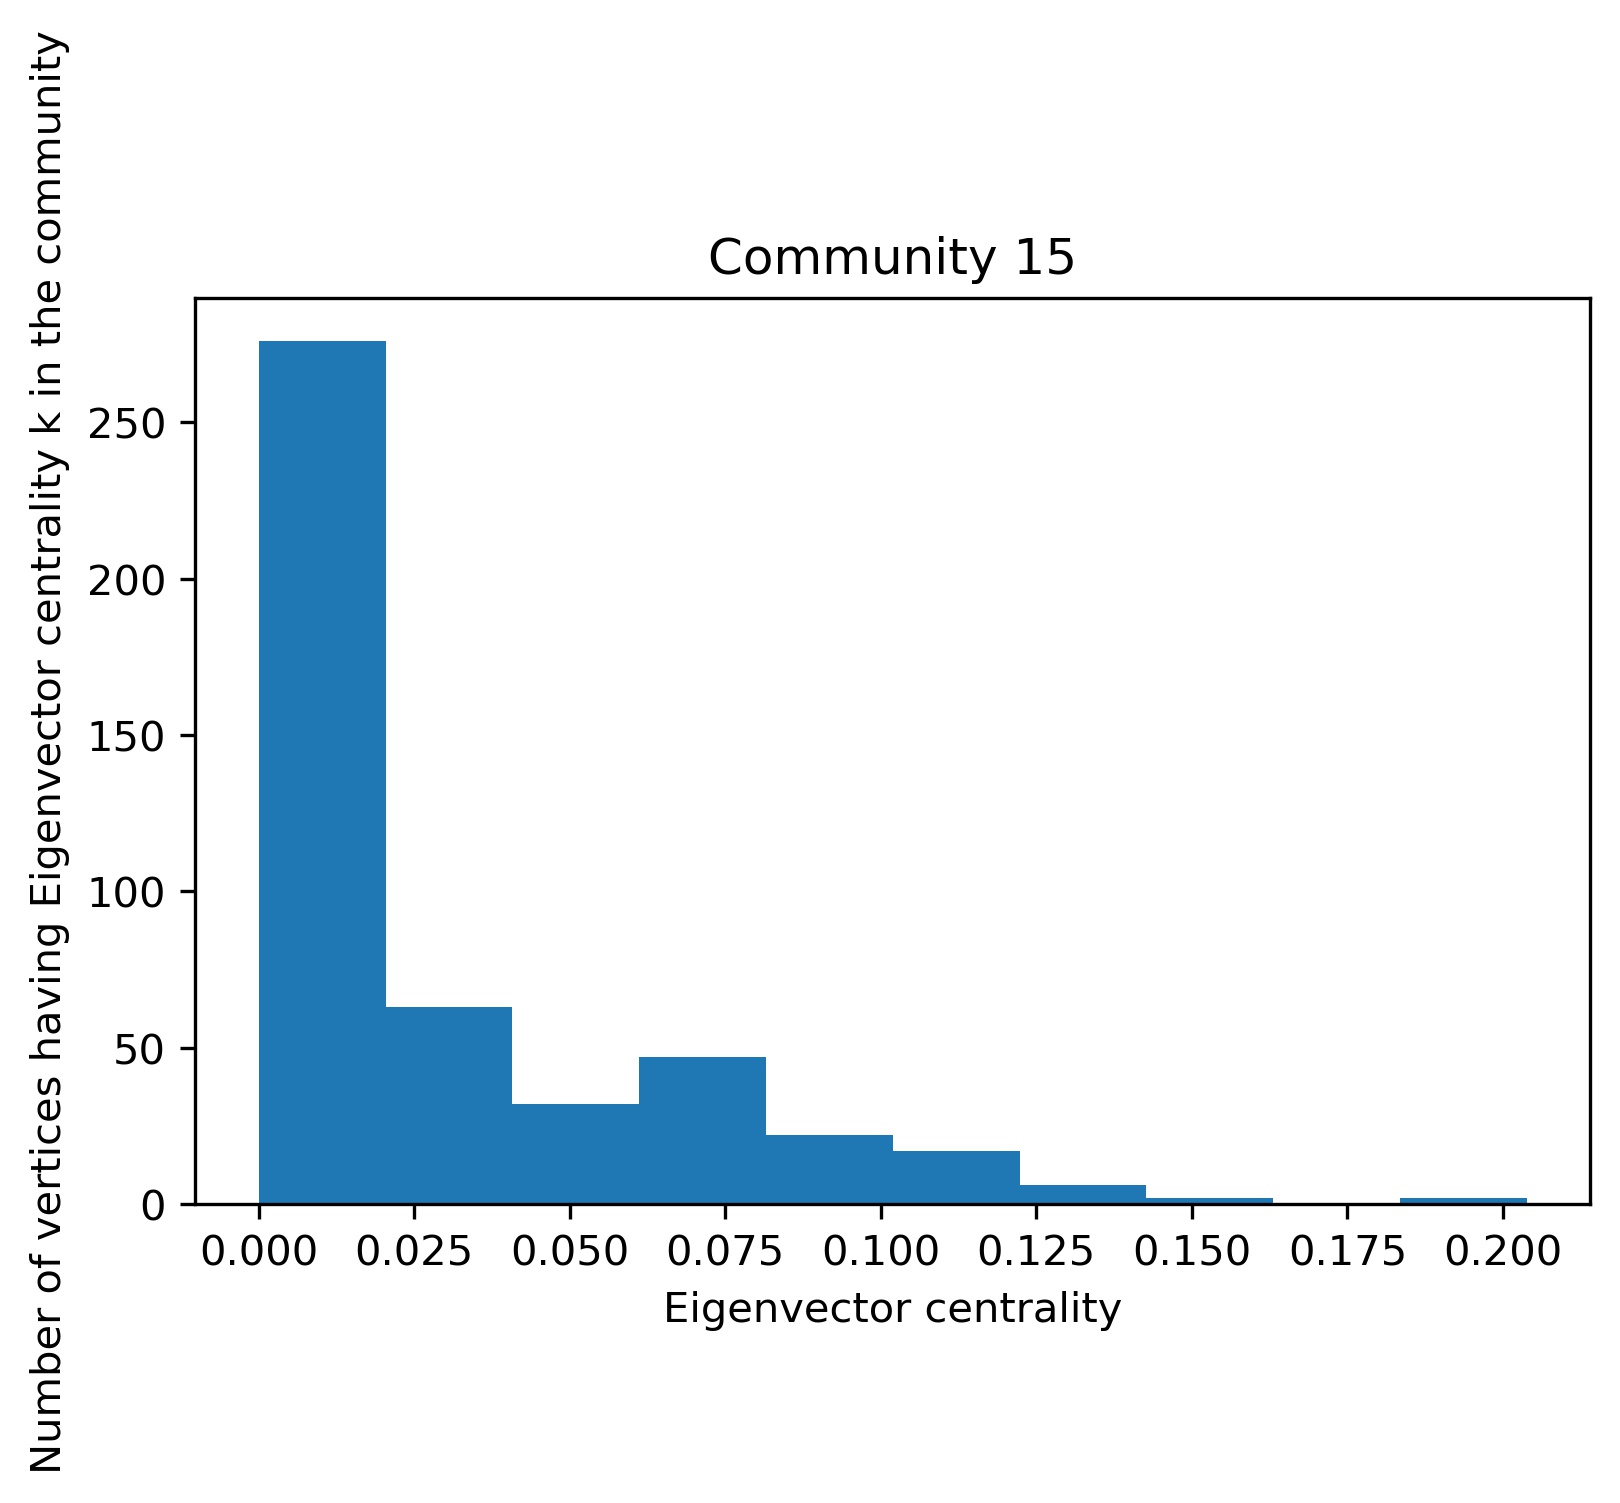 Community 15
Number of vertices having Eigenvector centrality k in the community
250
200
150
100
50
0
0.000 0.025 0.050 0.075 0.100 0.125 0.150 0.175 0.200
Eigenvector centrality